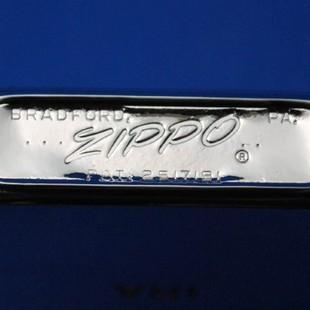 BRADFORD, PA.
... ZIPPO ® ..
PAT. 2517191